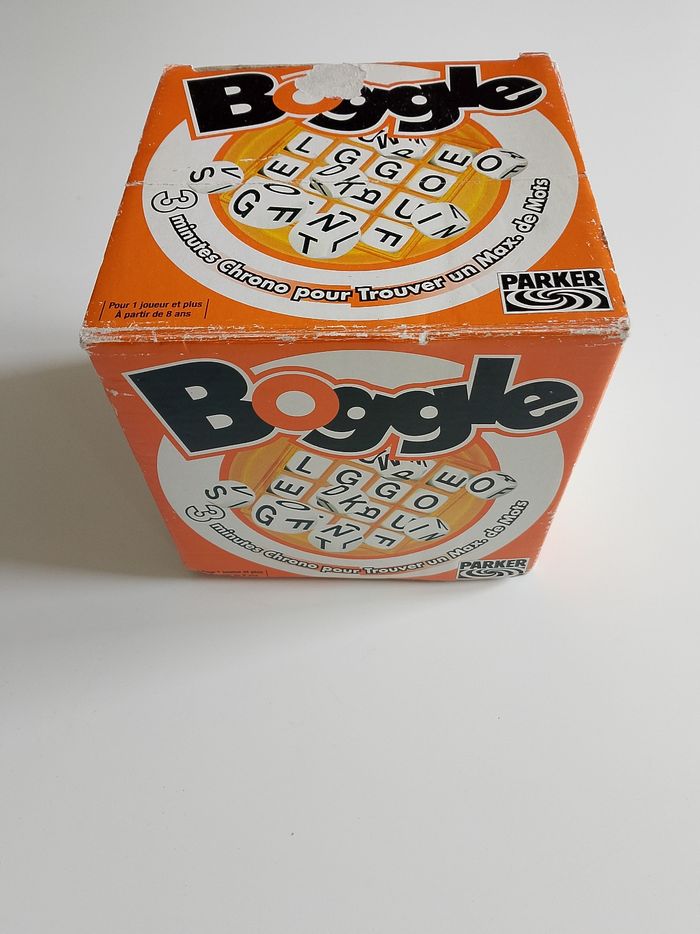 Boggle
3 minutes Chrono pour Trouver un Max. de Mots
Pour 1 joueur et plus
À partir de 8 ans
PARKER
Boggle
3 minutes Chrono pour Trouver un Max. de Mots
PARKER